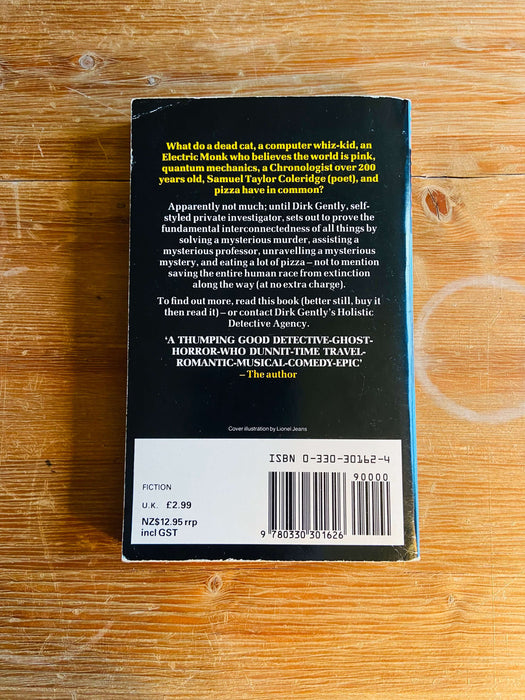 What do a dead cat, a computer whiz-kid, an
Electric Monk who believes the world is pink,
quantum mechanics, a Chronologist over 200
years old, Samuel Taylor Coleridge (poet), and
pizza have in common?
Apparently not much; until Dirk Gently, self-
styled private investigator, sets out to prove the
fundamental interconnectedness of all things by
solving a mysterious murder, assisting a
mysterious professor, unravelling a mysterious
mystery, and eating a lot of pizza – not to mention
saving the entire human race from extinction
along the way (at no extra charge).
To find out more, read this book (better still, buy it
then read it) – or contact Dirk Gently's Holistic
Detective Agency.
'A THUMPING GOOD DETECTIVE-GHOST-
HORROR-WHO DUNNIT-TIME TRAVEL-
ROMANTIC-MUSICAL-COMEDY-EPIC'
– The author
Cover illustration by Lionel Jeans
ISBN 0-330-30162-4
90000
FICTION
U.K. £2.99
NZ$12.95 rrp
incl GST
9 780330 301626